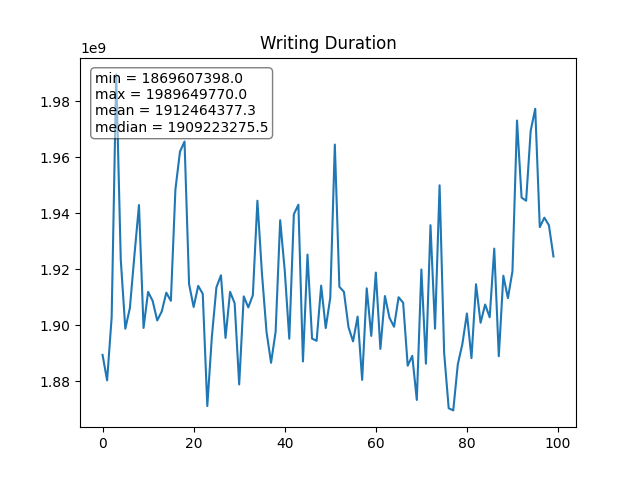 Writing Duration
1e9
min = 1869607398.0
max = 1989649770.0
mean = 1912464377.3
median = 1909223275.5
1.98
1.96
1.94
1.92
1.90
1.88
0 20 40 60 80 100